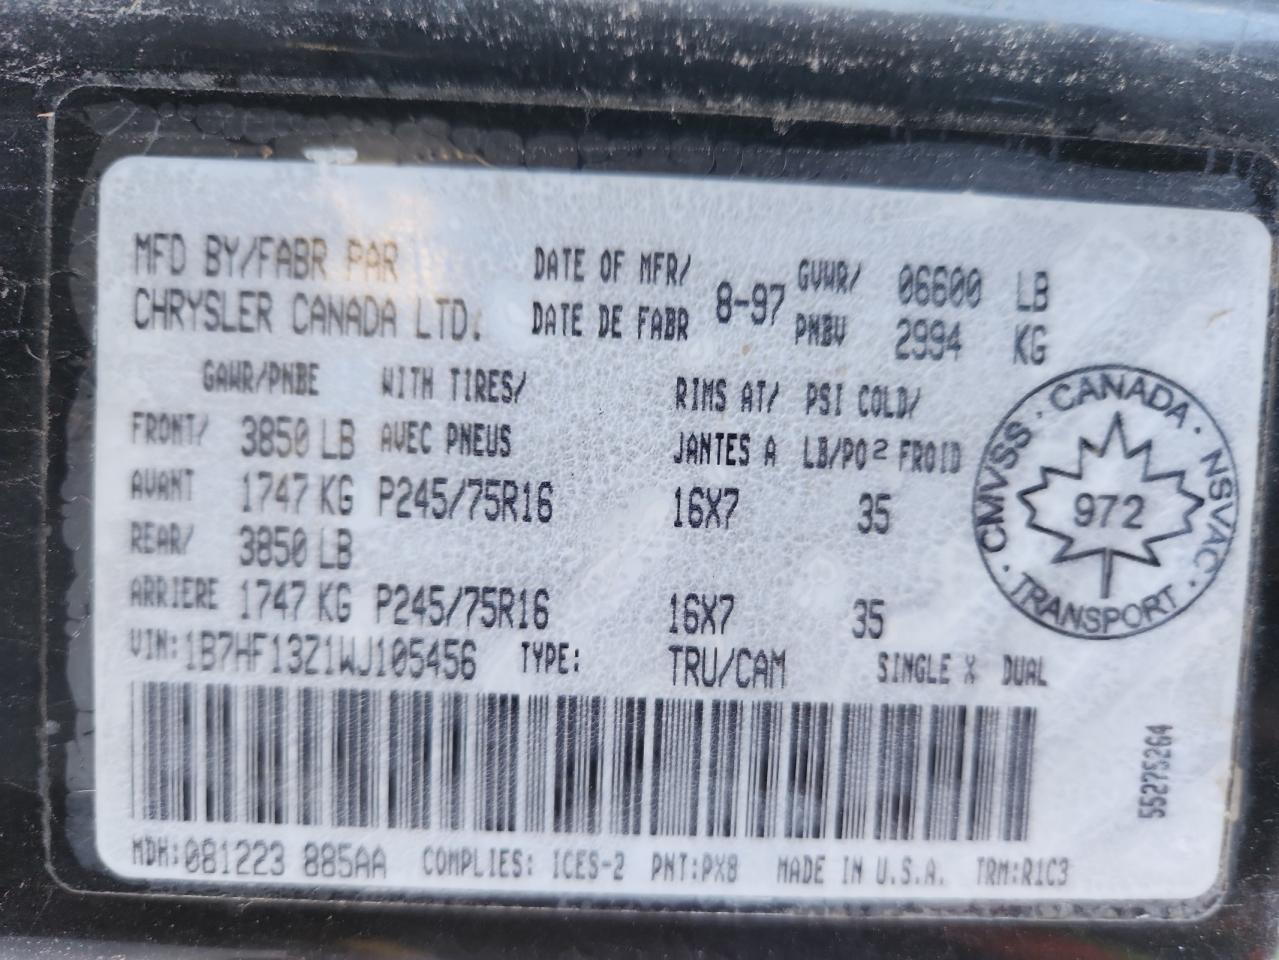 MFD BY/FABR PAR DATE OF MFR/ 8-97 GVWR/ 06600 LB
CHRYSLER CANADA LTD. DATE DE FABR PNBV 2994 KG
GAWR/PNBE WITH TIRES/ RIMS AT/ PSI COLD/
FRONT/ 3850 LB AVEC PNEUS JANTES A LB/PO² FROID
AVANT 1747 KG P245/75R16 16X7 35
REAR/ 3850 LB
ARRIERE 1747 KG P245/75R16 16X7 35
VIN:1B7HF13Z1WJ105456 TYPE: TRU/CAM SINGLE X DUAL
CANADA · NSVAC · TRANSPORT · CMVSS ·
972
55275264
MDH:081223 885AA COMPLIES: ICES-2 PNT:PX8 MADE IN U.S.A. TRM:R1C3